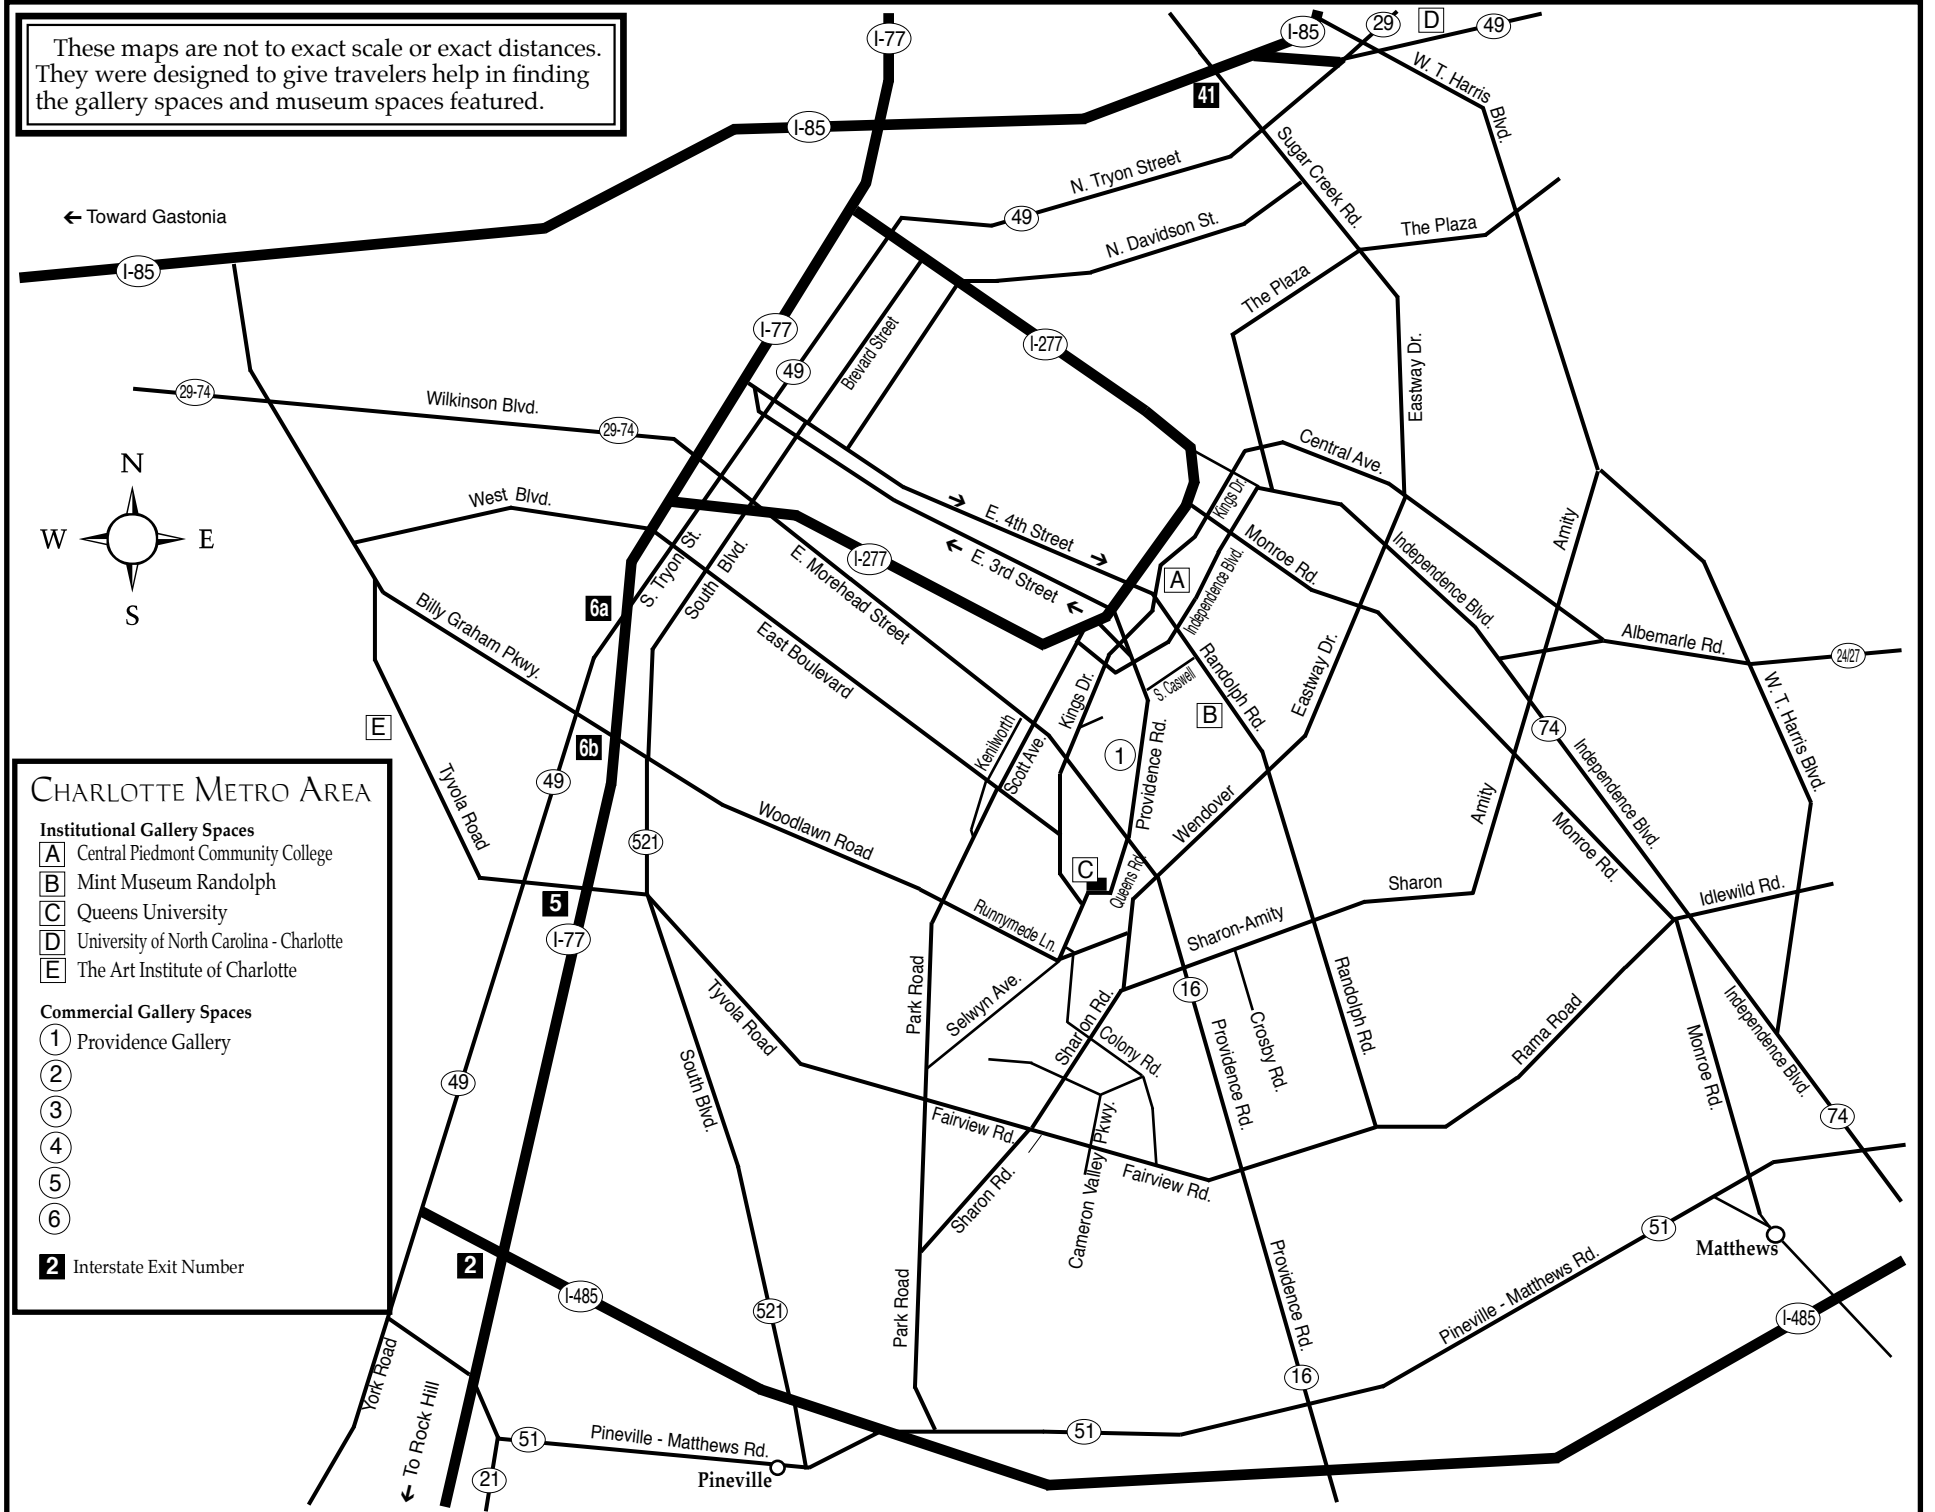 These maps are not to exact scale or exact distances.
They were designed to give travelers help in finding
the gallery spaces and museum spaces featured.
I-77
I-85
29
D
49
W. T. Harris
Blvd.
41
I-85
Sugar Creek Rd.
N. Tryon Street
49
N. Davidson St.
The Plaza
← Toward Gastonia
I-85
The Plaza
I-77
I-277
49
Brevard Street
Eastway Dr.
29-74
Wilkinson Blvd.
29-74
Central Ave.
N
W
E
S
West Blvd.
Kings Dr.
E. 4th Street
E. 3rd Street
I-277
E. Morehead Street
S. Tryon St.
South Blvd.
Monroe Rd.
Independence Blvd.
Amity
A
Independence Blvd.
6a
Billy Graham Pkwy.
East Boulevard
Albemarle Rd.
24/27
Randolph Rd.
S. Caswell
Eastway Dr.
W. T. Harris Blvd.
Kings Dr.
B
E
6b
Kenilworth
Scott Ave.
1
Providence Rd.
74
Independence Blvd.
49
Tyvola Road
Woodlawn Road
Wendover
Amity
Monroe Rd.
521
C
Queens Rd.
Sharon
Idlewild Rd.
5
I-77
Runnymede Ln.
Sharon-Amity
CHARLOTTE METRO AREA
Institutional Gallery Spaces
A Central Piedmont Community College
B Mint Museum Randolph
C Queens University
D University of North Carolina - Charlotte
E The Art Institute of Charlotte
Commercial Gallery Spaces
1 Providence Gallery
2
3
4
5
6
2 Interstate Exit Number
Park Road
Selwyn Ave.
16
Randolph Rd.
Tyvola Road
Sharon Rd.
Colony Rd.
Providence Rd.
Crosby Rd.
Rama Road
Monroe Rd.
Independence Blvd.
49
South Blvd.
Fairview Rd.
74
Cameron Valley Pkwy.
Fairview Rd.
Sharon Rd.
51
Matthews
2
I-485
521
Park Road
Providence Rd.
Pineville - Matthews Rd.
I-485
York Road
16
← To Rock Hill
51
Pineville - Matthews Rd.
51
Pineville
21